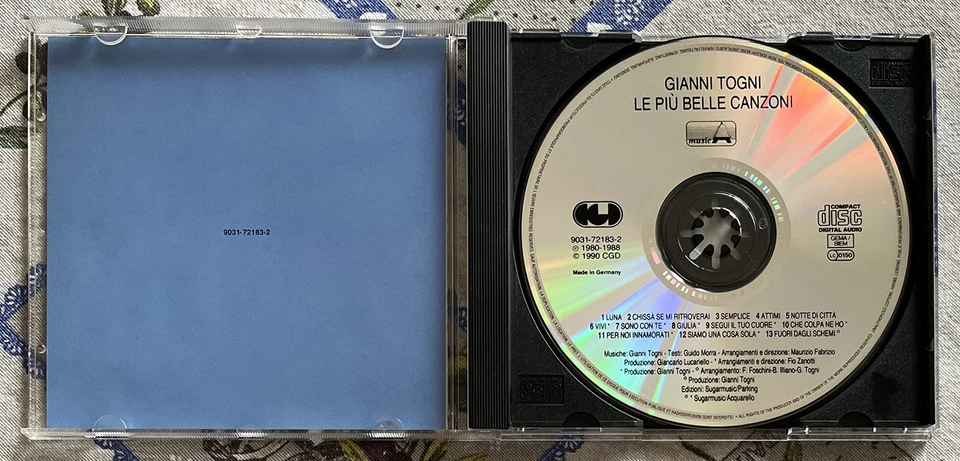 9031-72183-2
GIANNI TOGNI
LE PIÙ BELLE CANZONI
musicA
CGD
9031-72183-2
℗ 1980-1988
© 1990 CGD
Made in Germany
COMPACT
disc
DIGITAL AUDIO
GEMA/
BIEM
LC 0150
1 LUNA 2 CHISSA SE MI RITROVERAI 3 SEMPLICE 4 ATTIMI 5 NOTTE DI CITTÀ
6 VIVI * 7 SONO CON TE * 8 GIULIA * 9 SEGUI IL TUO CUORE * 10 CHE COLPA NE HO *
11 PER NOI INNAMORATI * 12 SIAMO UNA COSA SOLA * 13 FUORI DAGLI SCHEMI °
Musiche: Gianni Togni - Testi: Guido Morra - Arrangiamenti e direzione: Maurizio Fabrizio
Produzione: Giancarlo Lucariello - * Arrangiamenti e direzione: Fio Zanotti
* Produzione: Gianni Togni - ° Arrangiamento: F. Foschini-B. Illiano-G. Togni
° Produzione: Gianni Togni
Edizioni: Sugarmusic/Parking
° * Sugarmusic/Acquarello